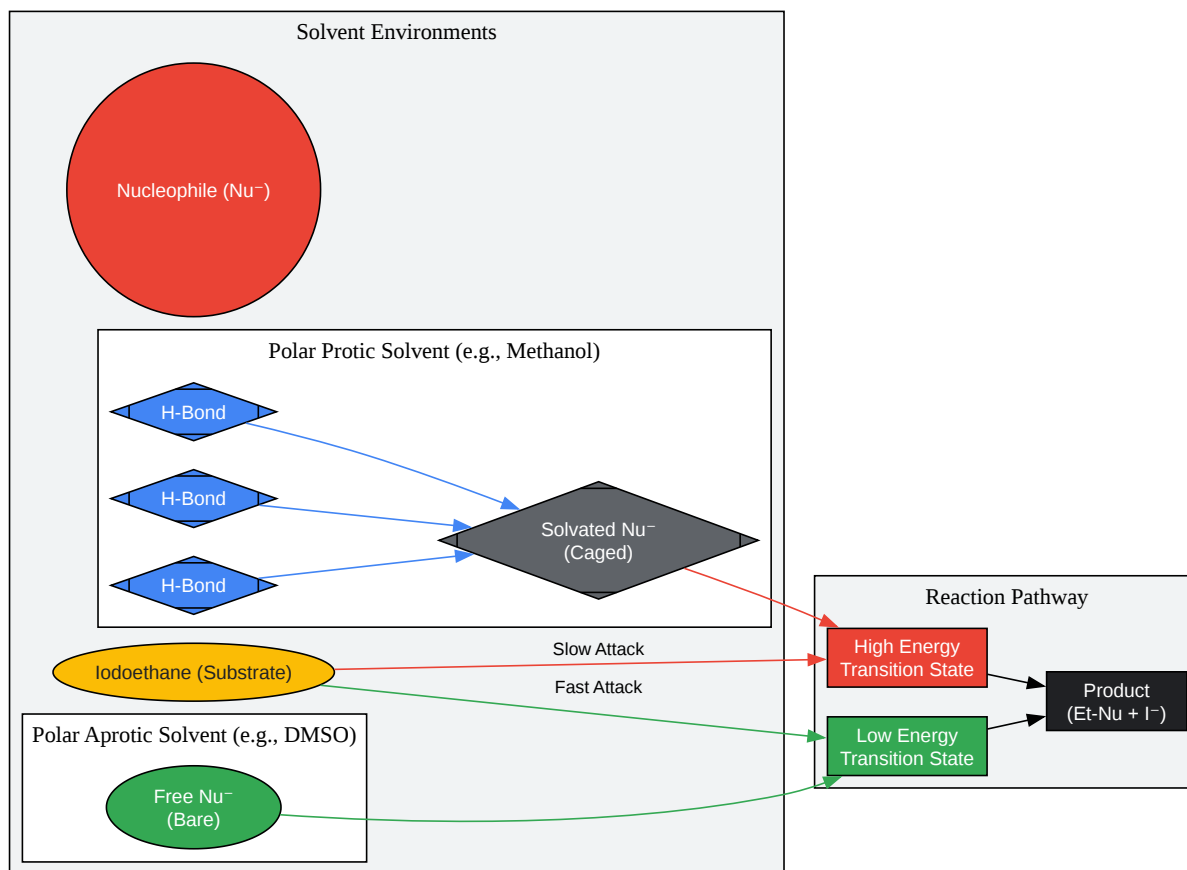 Solvent Environments
Nucleophile (Nu⁻)
Polar Protic Solvent (e.g., Methanol)
H-Bond
H-Bond
H-Bond
Solvated Nu⁻
(Caged)
Iodoethane (Substrate)
Slow Attack
Fast Attack
Polar Aprotic Solvent (e.g., DMSO)
Free Nu⁻
(Bare)
Reaction Pathway
High Energy
Transition State
Low Energy
Transition State
Product
(Et-Nu + I⁻)